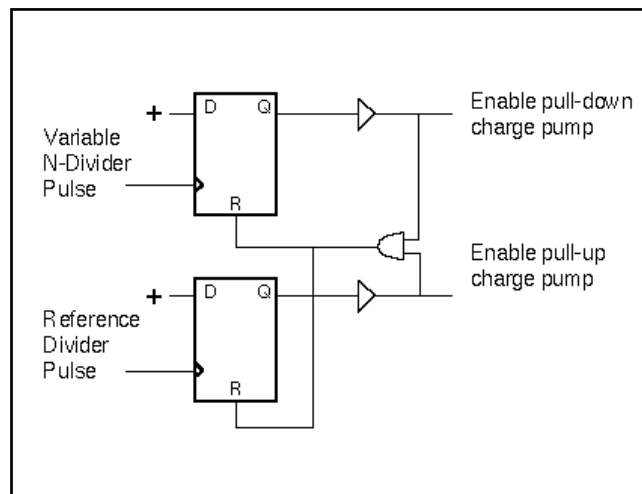 +
D Q
Variable
N-Divider
Pulse
R
Enable pull-down
charge pump
+
D Q
Reference
Divider
Pulse
R
Enable pull-up
charge pump